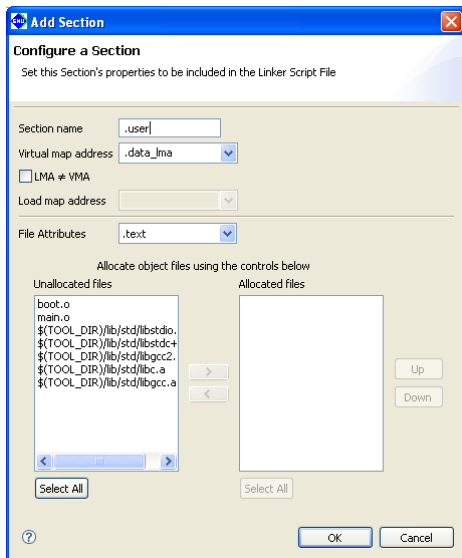 GNU Add Section
Configure a Section
Set this Section's properties to be included in the Linker Script File
Section name .user
Virtual map address .data_lma
LMA ≠ VMA
Load map address
File Attributes .text
Allocate object files using the controls below
Unallocated files Allocated files
boot.o
main.o
$(TOOL_DIR)/lib/std/libstdio.
$(TOOL_DIR)/lib/std/libstdc+
$(TOOL_DIR)/lib/std/libgcc2.
$(TOOL_DIR)/lib/std/libc.a
$(TOOL_DIR)/lib/std/libgcc.a
> Up
< Down
Select All Select All
? OK Cancel